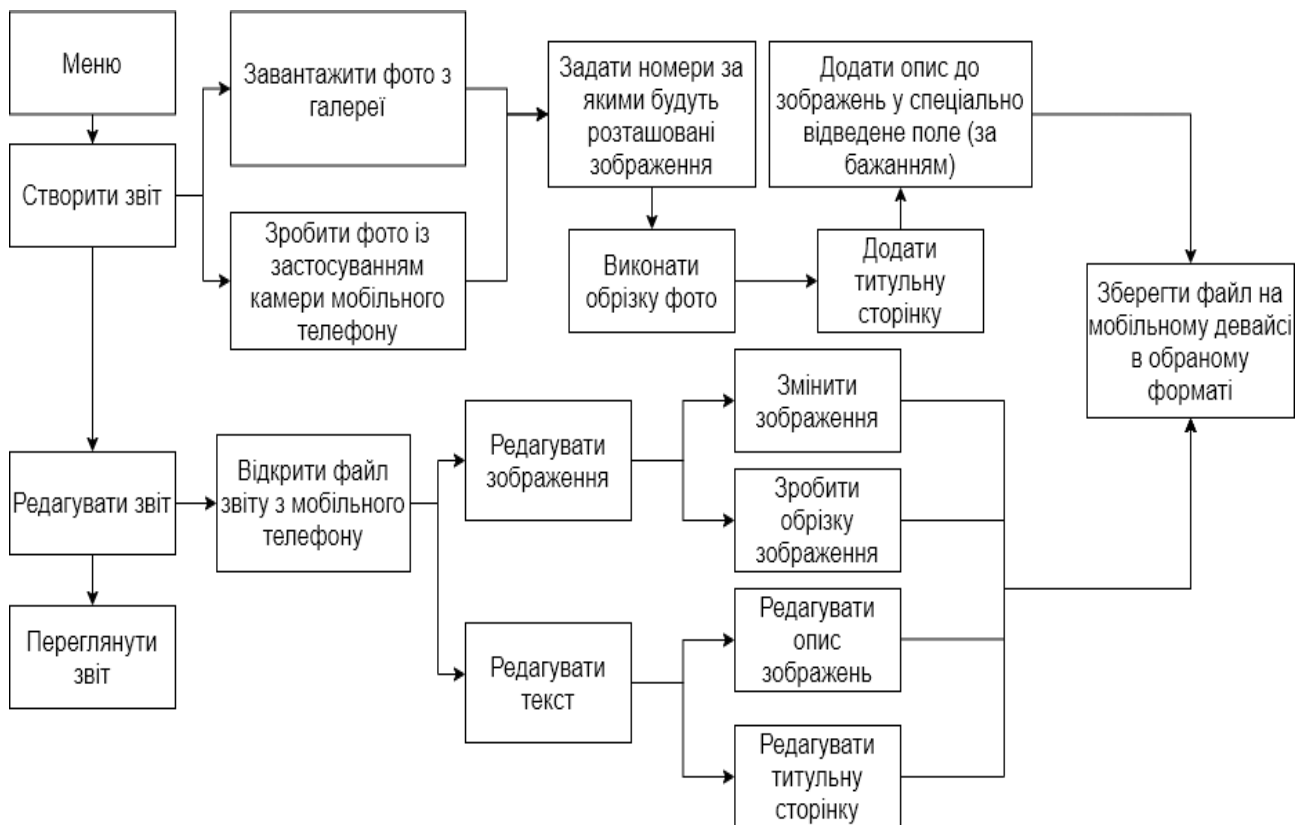 Меню
Створити звіт
Завантажити фото з
галереї
Зробити фото із
застосуванням
камери мобільного
телефону
Задати номери за
якими будуть
розташовані
зображення
Виконати
обрізку фото
Додати
титульну
сторінку
Додати опис до
зображень у спеціально
відведене поле (за
бажанням)
Зберегти файл на
мобільному девайсі
в обраному
форматі
Редагувати звіт
Відкрити файл
звіту з мобільного
телефону
Редагувати
зображення
Змінити
зображення
Зробити
обрізку
зображення
Редагувати
текст
Редагувати
опис
зображень
Редагувати
титульну
сторінку
Переглянути
звіт